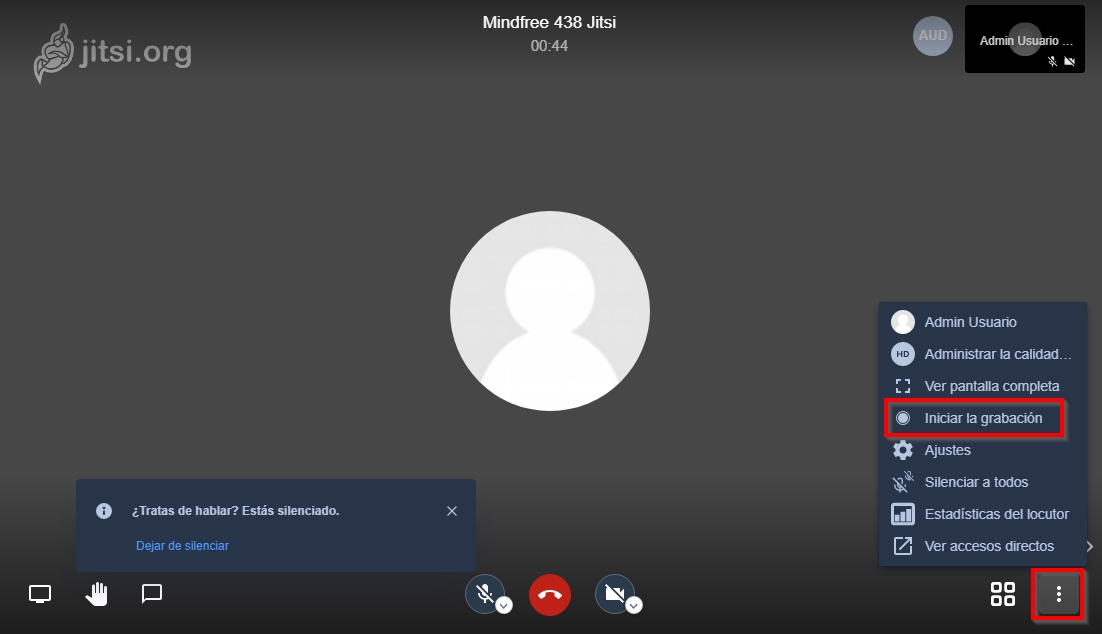 jitsi.org
Mindfree 438 Jitsi
00:44
AUD
Admin Usuario ...
Admin Usuario
HD
Administrar la calidad...
Ver pantalla completa
Iniciar la grabación
Ajustes
Silenciar a todos
Estadísticas del locutor
Ver accesos directos
¿Tratas de hablar? Estás silenciado.
Dejar de silenciar